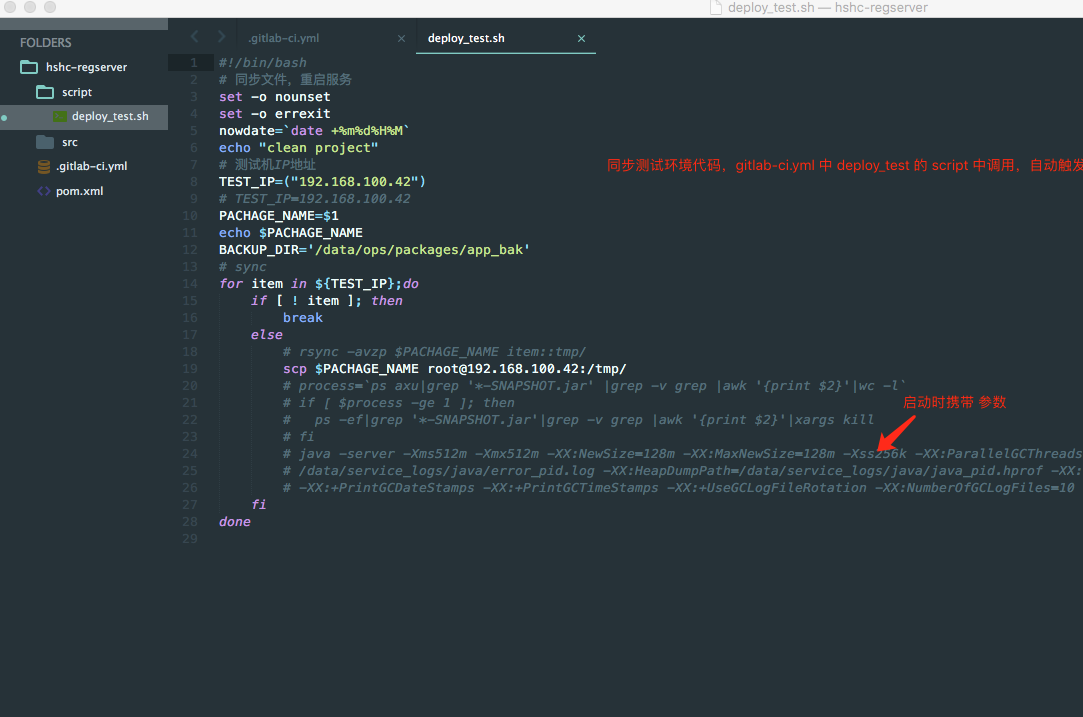 deploy_test.sh — hshc-regserver
FOLDERS
hshc-regserver
script
deploy_test.sh
src
.gitlab-ci.yml
pom.xml
.gitlab-ci.yml ×
deploy_test.sh ×
1 #!/bin/bash
2 # 同步文件，重启服务
3 set -o nounset
4 set -o errexit
5 nowdate=`date +%m%d%H%M`
6 echo "clean project"
7 # 测试机IP地址
同步测试环境代码，gitlab-ci.yml 中 deploy_test 的 script 中调用，自动触发
8 TEST_IP=("192.168.100.42")
9 # TEST_IP=192.168.100.42
10 PACHAGE_NAME=$1
11 echo $PACHAGE_NAME
12 BACKUP_DIR='/data/ops/packages/app_bak'
13 # sync
14 for item in ${TEST_IP};do
15 if [ ! item ]; then
16 break
17 else
18 # rsync -avzp $PACHAGE_NAME item::tmp/
19 scp $PACHAGE_NAME root@192.168.100.42:/tmp/
20 # process=`ps axu|grep '*-SNAPSHOT.jar' |grep -v grep |awk '{print $2}'|wc -l`
21 # if [ $process -ge 1 ]; then
启动时携带 参数
22 #   ps -ef|grep '*-SNAPSHOT.jar'|grep -v grep |awk '{print $2}'|xargs kill
23 # fi
24 # java -server -Xms512m -Xmx512m -XX:NewSize=128m -XX:MaxNewSize=128m -Xss256k -XX:ParallelGCThreads
25 # /data/service_logs/java/error_pid.log -XX:HeapDumpPath=/data/service_logs/java/java_pid.hprof -XX:
26 # -XX:+PrintGCDateStamps -XX:+PrintGCTimeStamps -XX:+UseGCLogFileRotation -XX:NumberOfGCLogFiles=10
27 fi
28 done
29